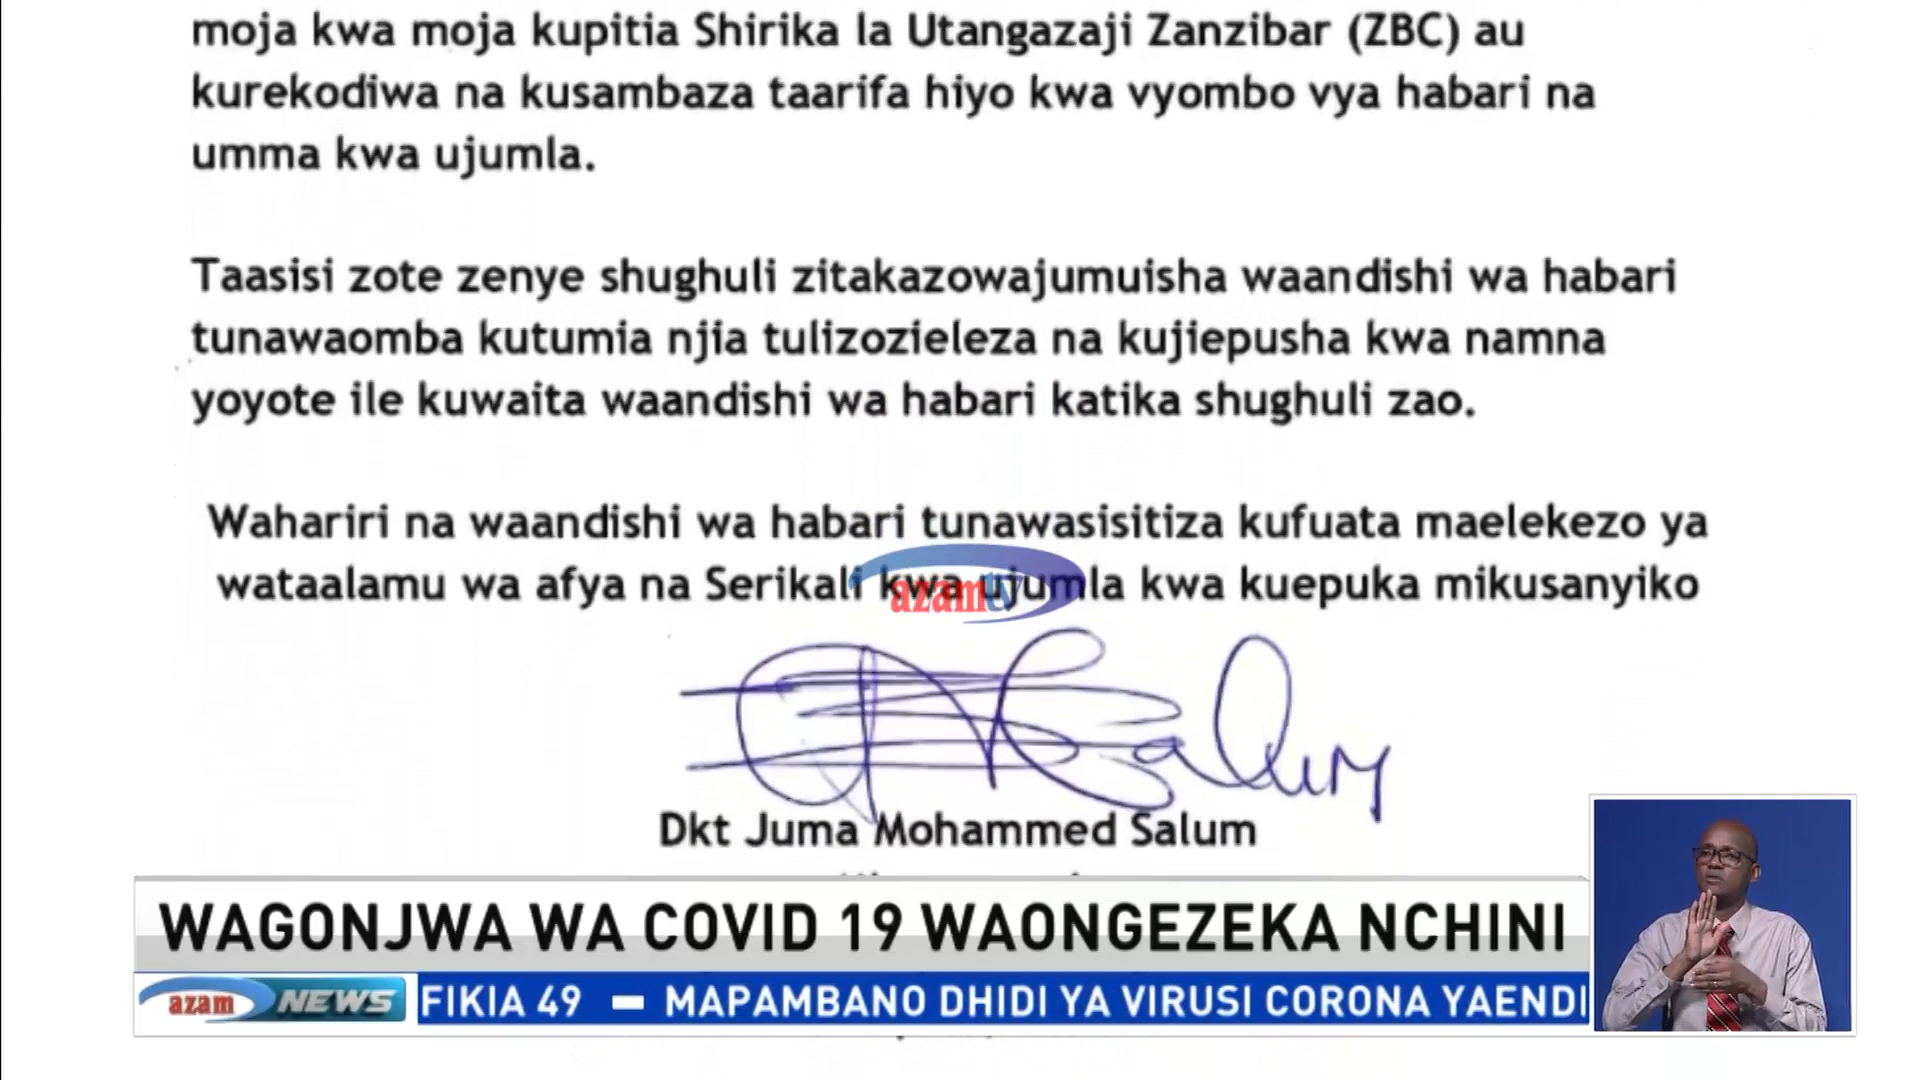 moja kwa moja kupitia Shirika la Utangazaji Zanzibar (ZBC) au
kurekodiwa na kusambaza taarifa hiyo kwa vyombo vya habari na
umma kwa ujumla.
Taasisi zote zenye shughuli zitakazowajumuisha waandishi wa habari
tunawaomba kutumia njia tulizozieleza na kujiepusha kwa namna
yoyote ile kuwaita waandishi wa habari katika shughuli zao.
Wahariri na waandishi wa habari tunawasisitiza kufuata maelekezo ya
wataalamu wa afya na Serikali kwa ujumla kwa kuepuka mikusanyiko
azamtv
Dkt Juma Mohammed Salum
WAGONJWA WA COVID 19 WAONGEZEKA NCHINI
azam NEWS FIKIA 49 – MAPAMBANO DHIDI YA VIRUSI CORONA YAENDI